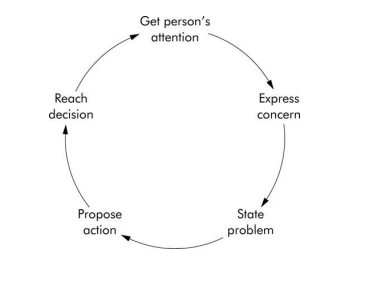 Get person's
attention
Express
concern
State
problem
Propose
action
Reach
decision